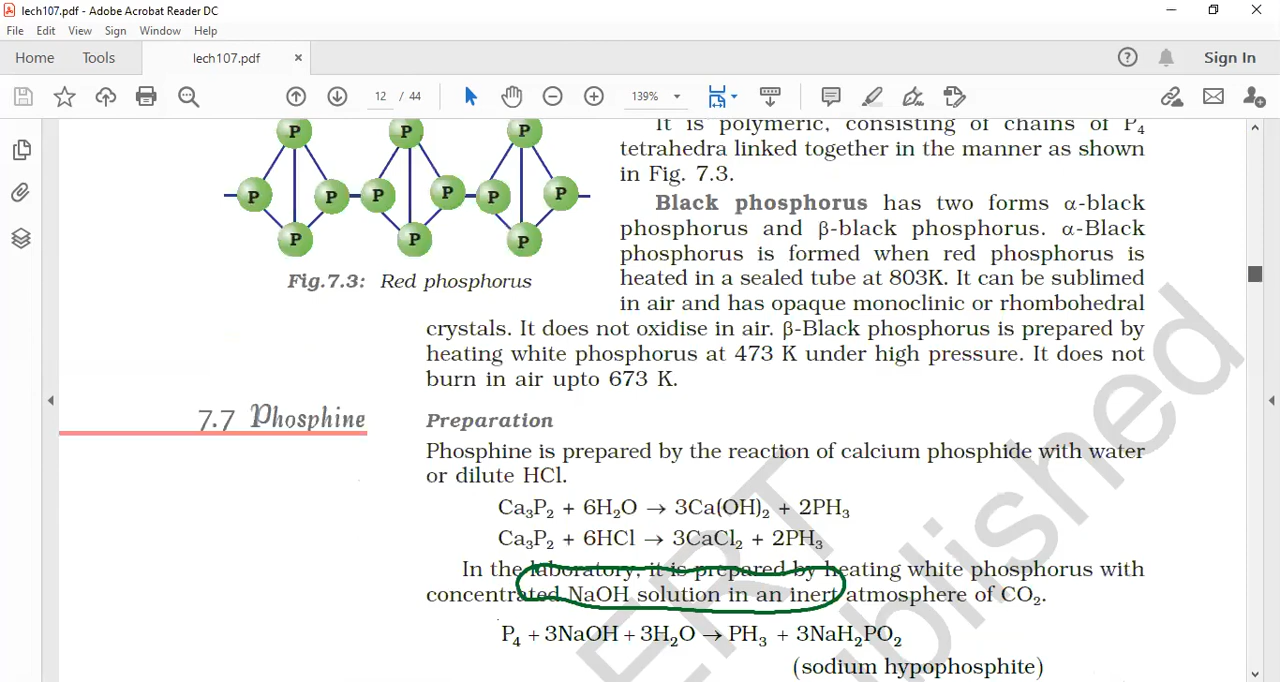 lech107.pdf - Adobe Acrobat Reader DC
File Edit View Sign Window Help
Home Tools lech107.pdf × Sign In
12 / 44 139%
It is polymeric, consisting of chains of P₄
tetrahedra linked together in the manner as shown
in Fig. 7.3.
P P P
P P P P P P
P P P
Fig.7.3: Red phosphorus
Black phosphorus has two forms α-black
phosphorus and β-black phosphorus. α-Black
phosphorus is formed when red phosphorus is
heated in a sealed tube at 803K. It can be sublimed
in air and has opaque monoclinic or rhombohedral
crystals. It does not oxidise in air. β-Black phosphorus is prepared by
heating white phosphorus at 473 K under high pressure. It does not
burn in air upto 673 K.
7.7 Phosphine
Preparation
Phosphine is prepared by the reaction of calcium phosphide with water
or dilute HCl.
Ca₃P₂ + 6H₂O → 3Ca(OH)₂ + 2PH₃
Ca₃P₂ + 6HCl → 3CaCl₂ + 2PH₃
In the laboratory, it is prepared by heating white phosphorus with
concentrated NaOH solution in an inert atmosphere of CO₂.
P₄ + 3NaOH + 3H₂O → PH₃ + 3NaH₂PO₂
(sodium hypophosphite)